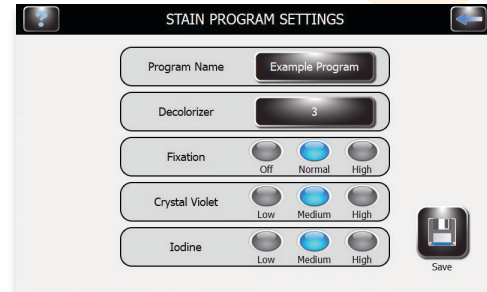 ?
STAIN PROGRAM SETTINGS
Program Name Example Program
Decolorizer 3
Fixation Off Normal High
Crystal Violet Low Medium High
Iodine Low Medium High
Save